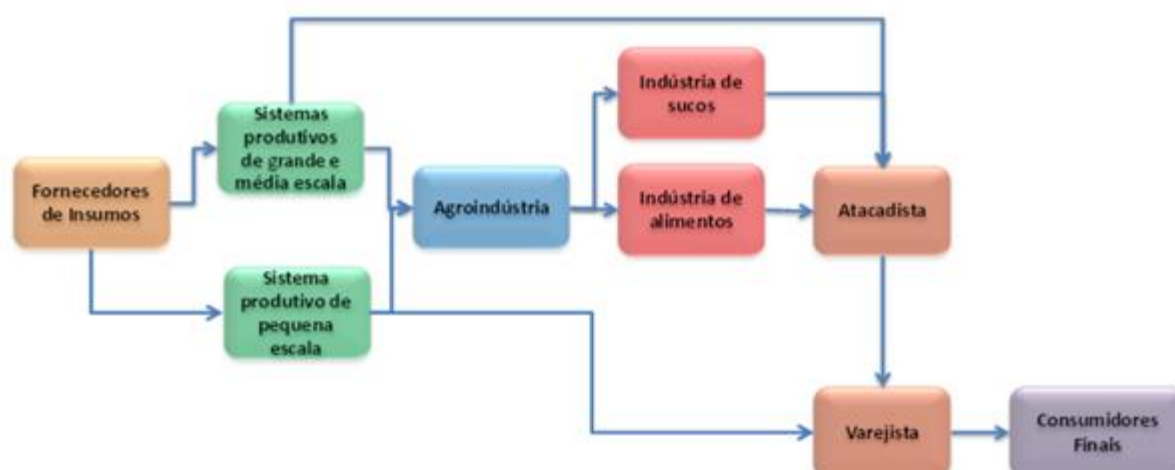 Fornecedores
de Insumos
Sistemas
produtivos
de grande e
média escala
Sistema
produtivo de
pequena
escala
Agroindústria
Indústria de
sucos
Indústria de
alimentos
Atacadista
Varejista
Consumidores
Finais